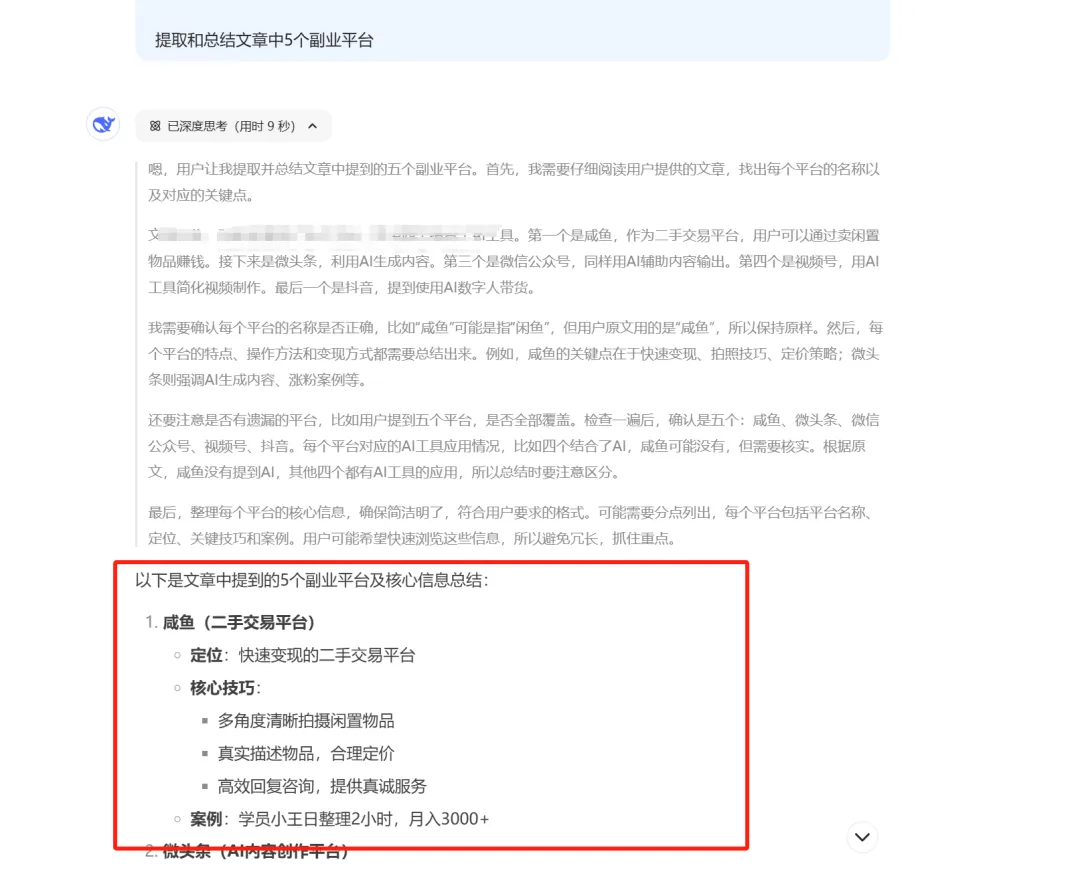 提取和总结文章中5个副业平台
已深度思考（用时 9 秒）
嗯，用户让我提取并总结文章中提到的五个副业平台。首先，我需要仔细阅读用户提供的文章，找出每个平台的名称以
及对应的关键点。
文 工具。第一个是咸鱼，作为二手交易平台，用户可以通过卖闲置
物品赚钱。接下来是微头条，利用AI生成内容。第三个是微信公众号，同样用AI辅助内容输出。第四个是视频号，用AI
工具简化视频制作。最后一个是抖音，提到使用AI数字人带货。
我需要确认每个平台的名称是否正确，比如“咸鱼”可能是指“闲鱼”，但用户原文用的是“咸鱼”，所以保持原样。然后，每
个平台的特点、操作方法和变现方式都需要总结出来。例如，咸鱼的关键点在于快速变现、拍照技巧、定价策略；微头
条则强调AI生成内容、涨粉案例等。
还要注意是否有遗漏的平台，比如用户提到五个平台，是否全部覆盖。检查一遍后，确认是五个：咸鱼、微头条、微信
公众号、视频号、抖音。每个平台对应的AI工具应用情况，比如四个结合了AI，咸鱼可能没有，但需要核实。根据原
文，咸鱼没有提到AI，其他四个都有AI工具的应用，所以总结时要注意区分。
最后，整理每个平台的核心信息，确保简洁明了，符合用户要求的格式。可能需要分点列出，每个平台包括平台名称、
定位、关键技巧和案例。用户可能希望快速浏览这些信息，所以避免冗长，抓住重点。
以下是文章中提到的5个副业平台及核心信息总结：
1. 咸鱼（二手交易平台）
定位：快速变现的二手交易平台
核心技巧：
多角度清晰拍摄闲置物品
真实描述物品，合理定价
高效回复咨询，提供真诚服务
案例：学员小王日整理2小时，月入3000+
2. 微头条（AI内容创作平台）